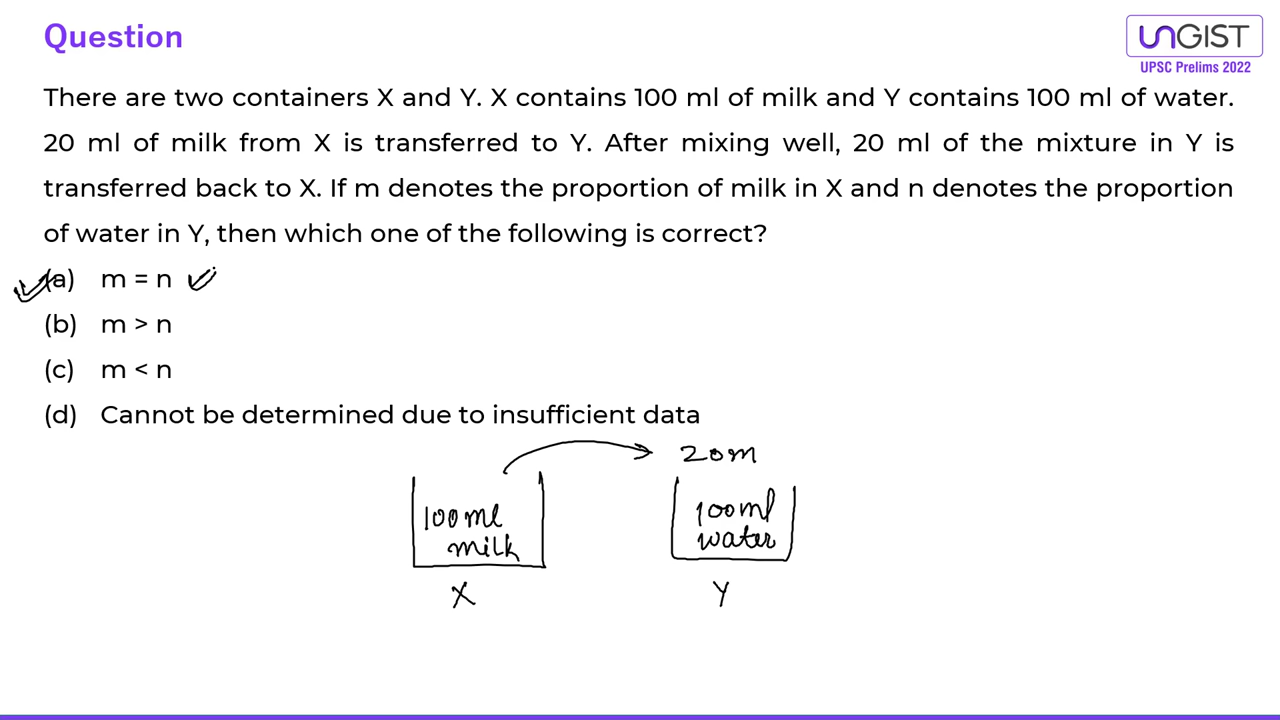 Question
UNGIST
UPSC Prelims 2022
There are two containers X and Y. X contains 100 ml of milk and Y contains 100 ml of water.
20 ml of milk from X is transferred to Y. After mixing well, 20 ml of the mixture in Y is
transferred back to X. If m denotes the proportion of milk in X and n denotes the proportion
of water in Y, then which one of the following is correct?
(a) m = n
(b) m > n
(c) m < n
(d) Cannot be determined due to insufficient data
20m
100ml
milk
100ml
water
X
Y